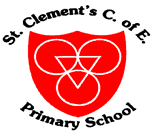 St. Clement's C. of E.
Primary School